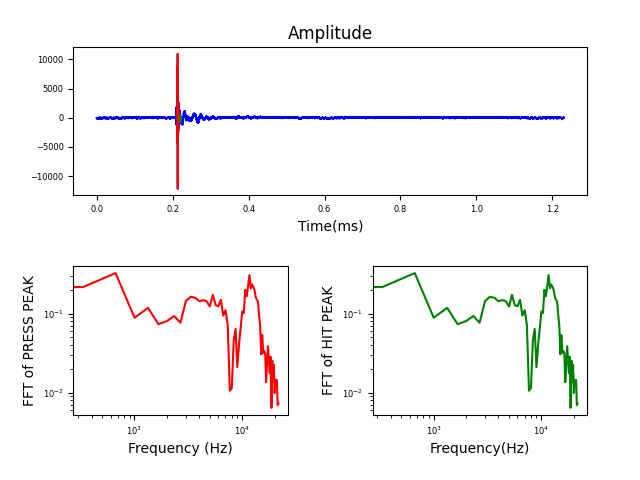 Amplitude
10000
5000
0
−5000
−10000
0.0 0.2 0.4 0.6 0.8 1.0 1.2
Time(ms)
FFT of PRESS PEAK
10⁻¹
10⁻²
10³ 10⁴
Frequency (Hz)
FFT of HIT PEAK
10⁻¹
10⁻²
10³ 10⁴
Frequency(Hz)